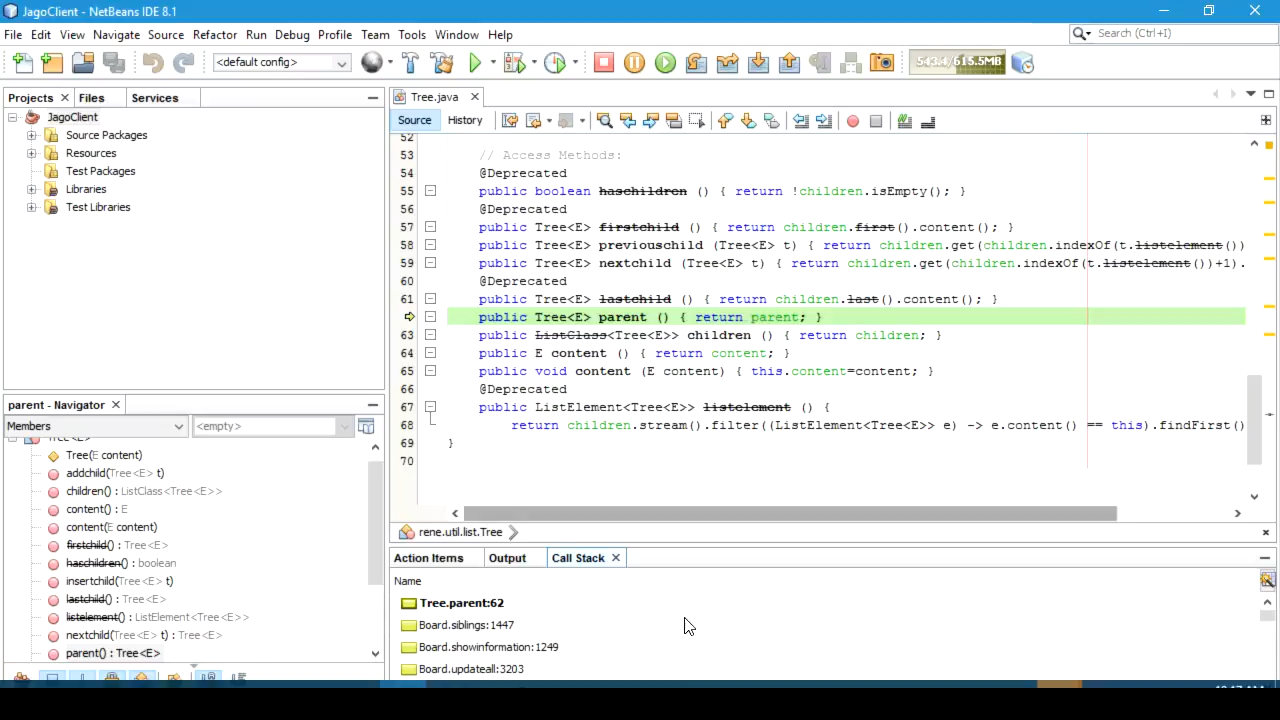 JagoClient - NetBeans IDE 8.1
File Edit View Navigate Source Refactor Run Debug Profile Team Tools Window Help
Search (Ctrl+I)
<default config>
543.4/615.5MB
Projects
Files
Services
JagoClient
Source Packages
Resources
Test Packages
Libraries
Test Libraries
Tree.java
Source
History
52
53 // Access Methods:
54 @Deprecated
55 public boolean haschildren () { return !children.isEmpty(); }
56 @Deprecated
57 public Tree<E> firstchild () { return children.first().content(); }
58 public Tree<E> previouschild (Tree<E> t) { return children.get(children.indexOf(t.listelement())
59 public Tree<E> nextchild (Tree<E> t) { return children.get(children.indexOf(t.listelement())+1).
60 @Deprecated
61 public Tree<E> lastchild () { return children.last().content(); }
public Tree<E> parent () { return parent; }
63 public ListClass<Tree<E>> children () { return children; }
64 public E content () { return content; }
65 public void content (E content) { this.content=content; }
66 @Deprecated
67 public ListElement<Tree<E>> listelement () {
68 return children.stream().filter((ListElement<Tree<E>> e) -> e.content() == this).findFirst()
69 }
70
rene.util.list.Tree
parent - Navigator
Members
<empty>
Tree<E>
Tree(E content)
addchild(Tree<E> t)
children() : ListClass<Tree<E>>
content() : E
content(E content)
firstchild() : Tree<E>
haschildren() : boolean
insertchild(Tree<E> t)
lastchild() : Tree<E>
listelement() : ListElement<Tree<E>>
nextchild(Tree<E> t) : Tree<E>
parent() : Tree<E>
Action Items
Output
Call Stack
Name
Tree.parent:62
Board.siblings:1447
Board.showinformation:1249
Board.updateall:3203